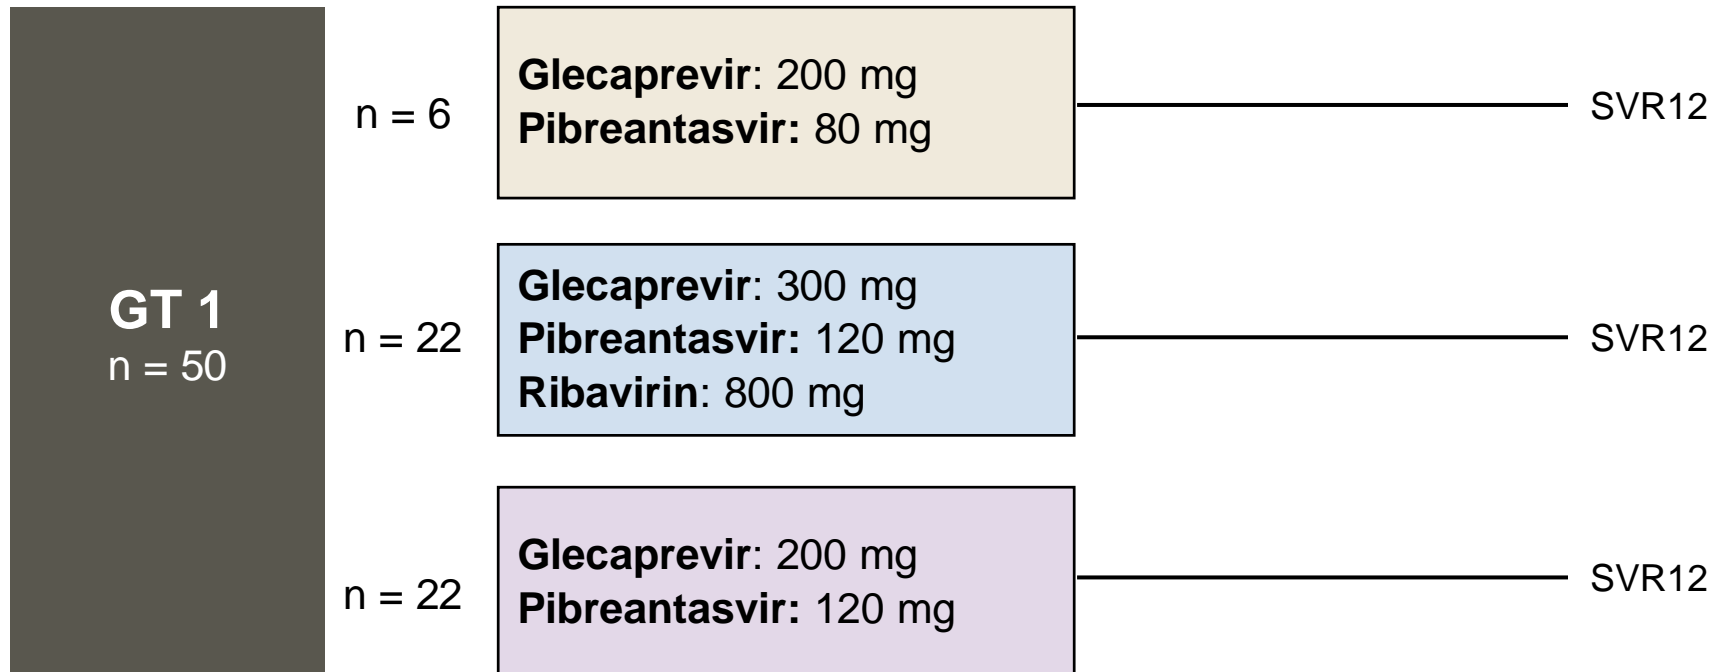 GT 1
n = 50
n = 6
Glecaprevir: 200 mg
Pibreantasvir: 80 mg
SVR12
n = 22
Glecaprevir: 300 mg
Pibreantasvir: 120 mg
Ribavirin: 800 mg
SVR12
n = 22
Glecaprevir: 200 mg
Pibreantasvir: 120 mg
SVR12